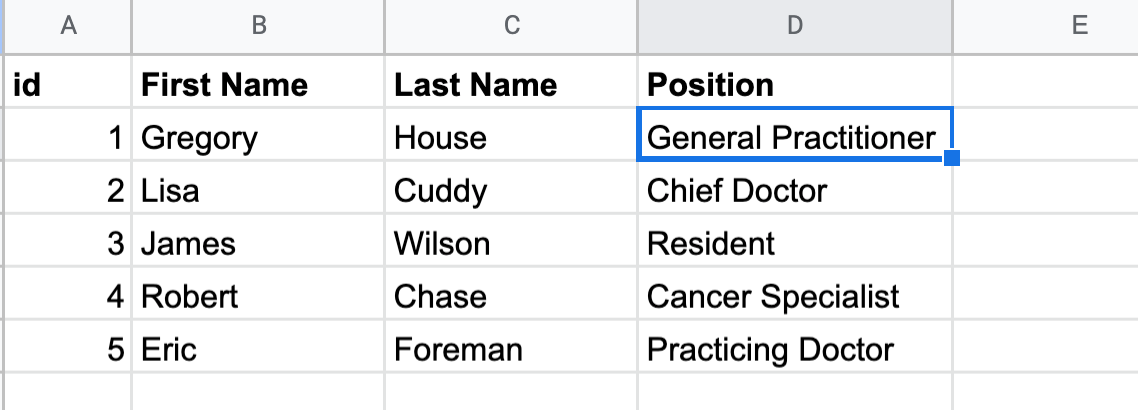 A B C D E
id First Name Last Name Position
1 Gregory House General Practitioner
2 Lisa Cuddy Chief Doctor
3 James Wilson Resident
4 Robert Chase Cancer Specialist
5 Eric Foreman Practicing Doctor